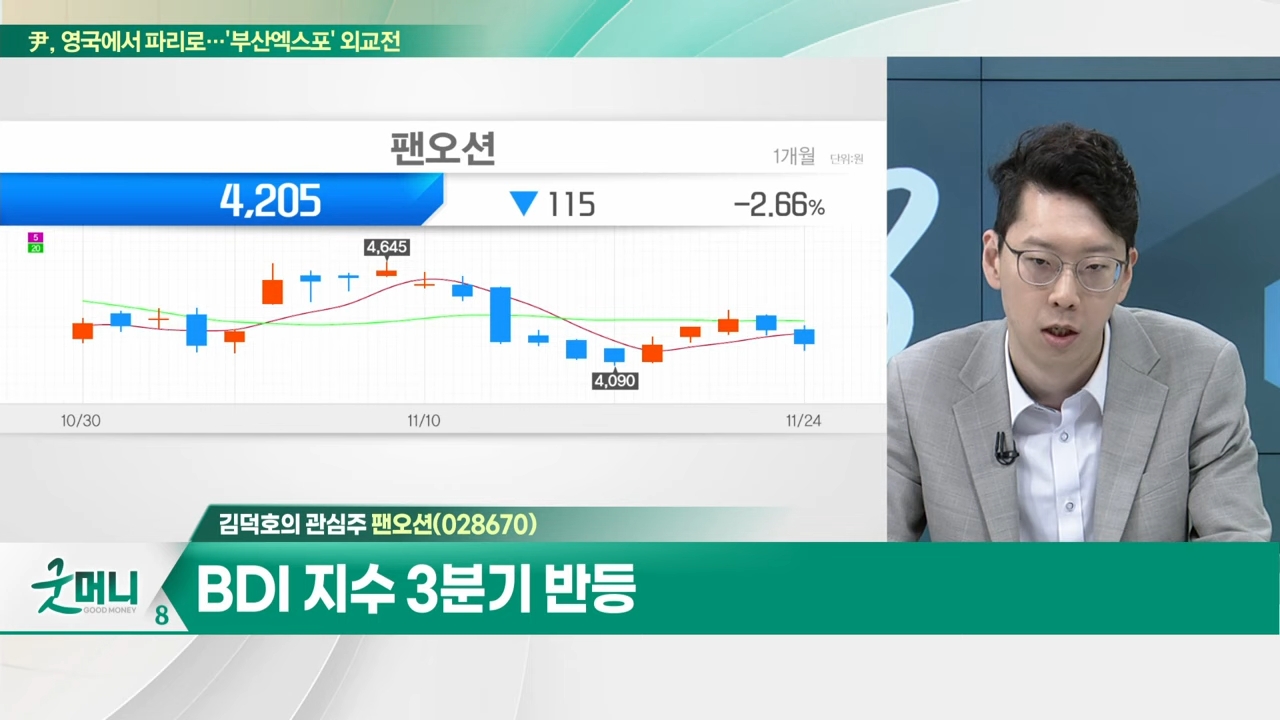 尹, 영국에서 파리로…'부산엑스포' 외교전
팬오션
1개월 단위:원
4,205 ▼ 115 -2.66%
5
20
4,645
4,090
10/30 11/10 11/24
김덕호의 관심주 팬오션(028670)
굿머니
GOOD MONEY
8
BDI 지수 3분기 반등